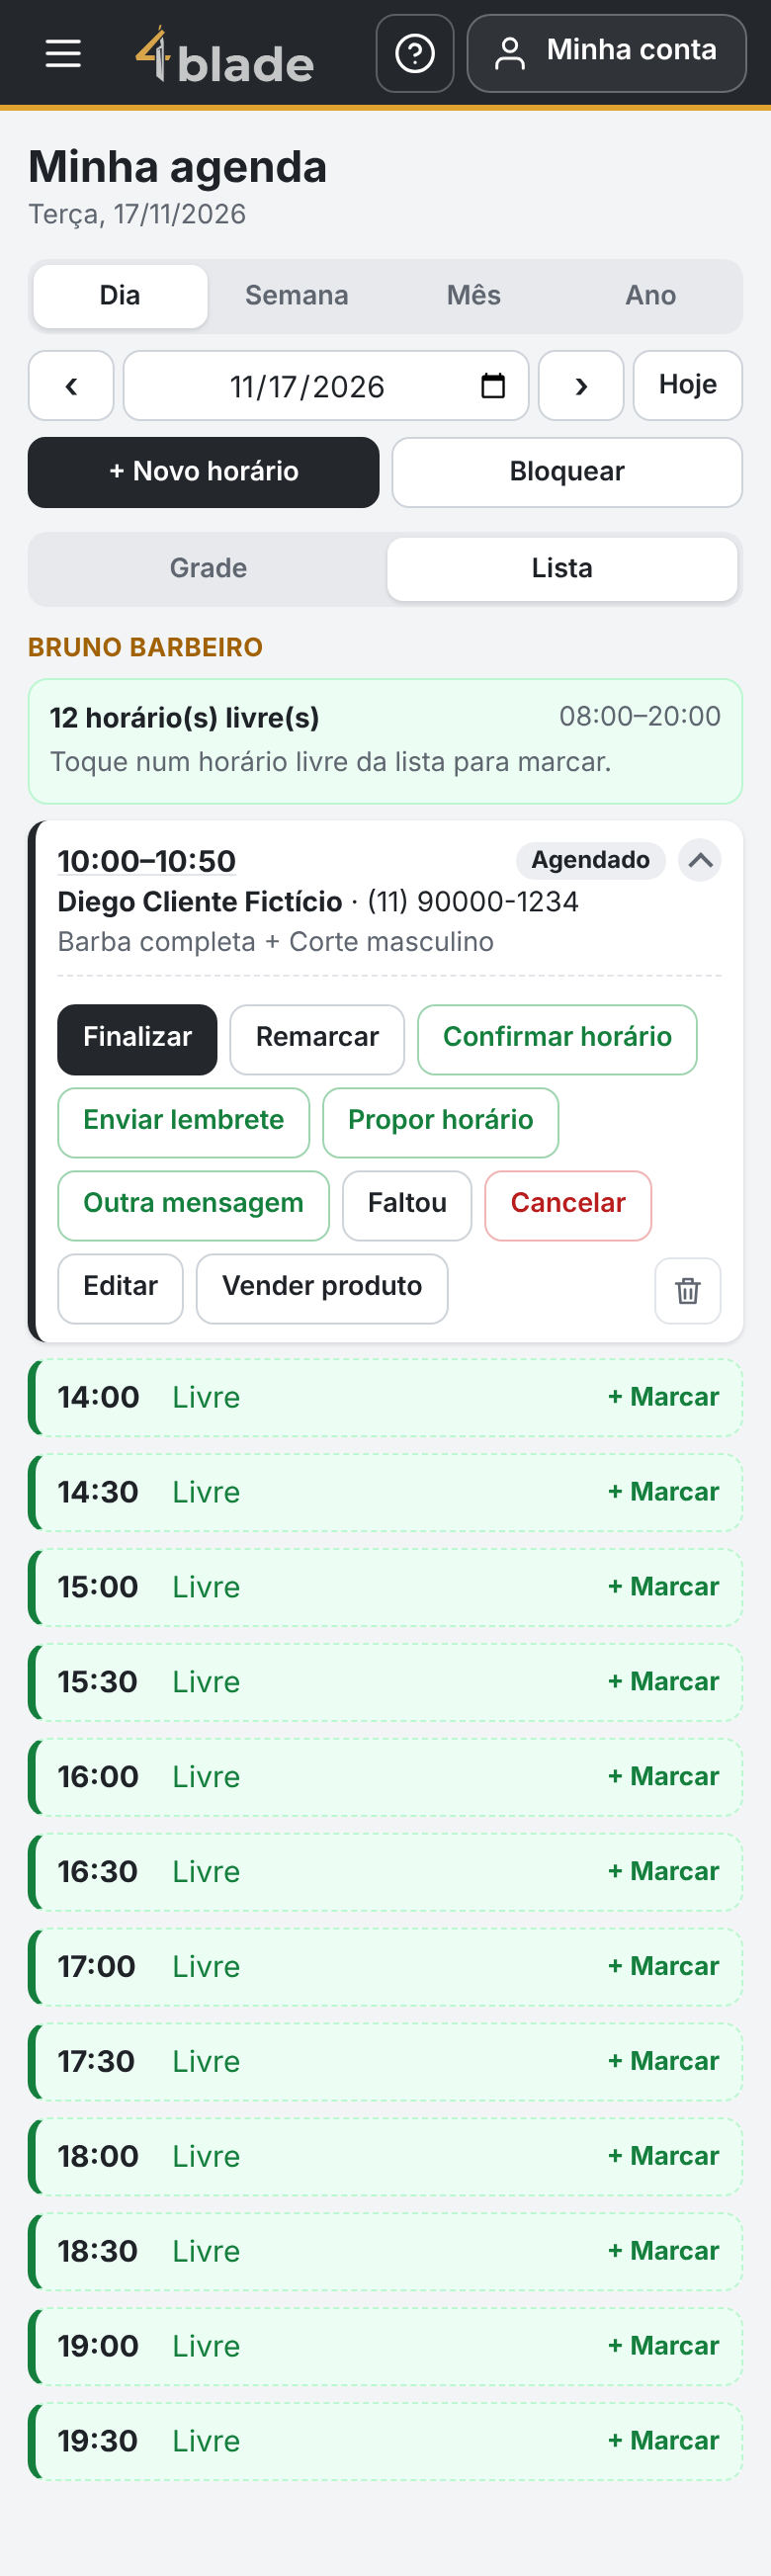 4blade
Minha conta
Minha agenda
Terça, 17/11/2026
Dia Semana Mês Ano
‹ 11/17/2026 › Hoje
+ Novo horário Bloquear
Grade Lista
BRUNO BARBEIRO
12 horário(s) livre(s) 08:00–20:00
Toque num horário livre da lista para marcar.
10:00–10:50 Agendado
Diego Cliente Fictício · (11) 90000-1234
Barba completa + Corte masculino
Finalizar Remarcar Confirmar horário
Enviar lembrete Propor horário
Outra mensagem Faltou Cancelar
Editar Vender produto
14:00 Livre + Marcar
14:30 Livre + Marcar
15:00 Livre + Marcar
15:30 Livre + Marcar
16:00 Livre + Marcar
16:30 Livre + Marcar
17:00 Livre + Marcar
17:30 Livre + Marcar
18:00 Livre + Marcar
18:30 Livre + Marcar
19:00 Livre + Marcar
19:30 Livre + Marcar